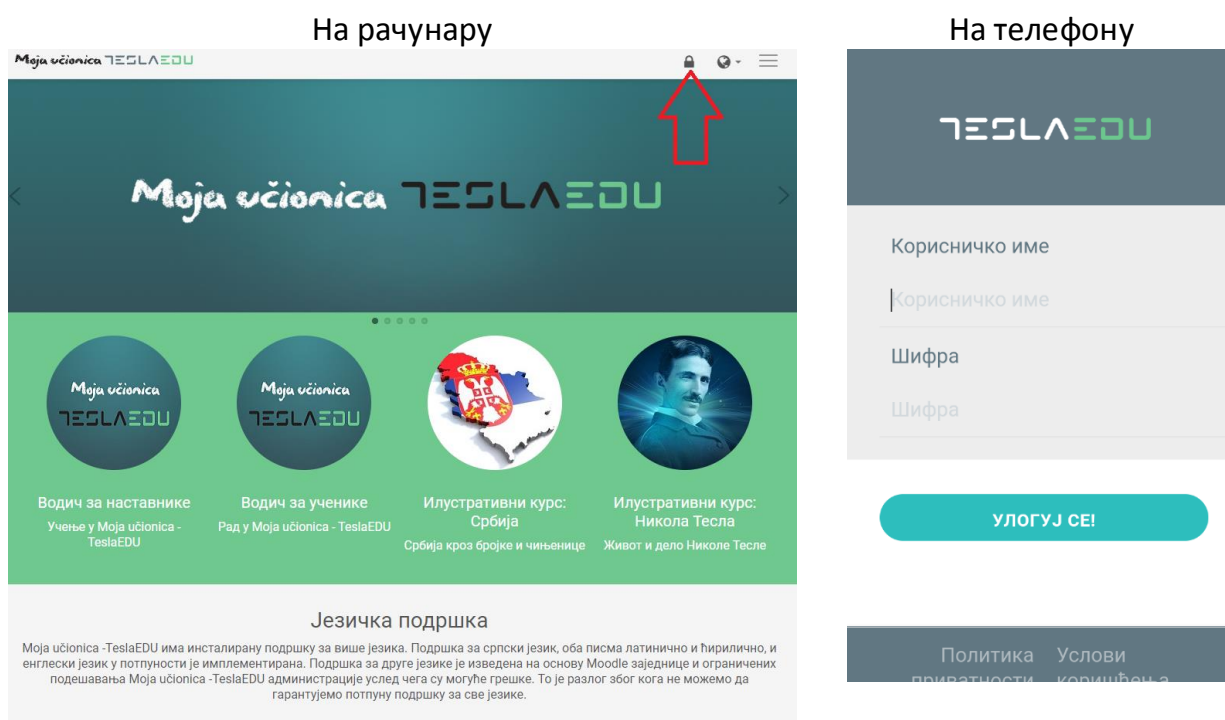 На рачунару
Moja učionica TESLAEDU
Moja učionica TESLAEDU
Moja učionica
TESLAEDU
Водич за наставнике
Учење у Moja učionica -
TeslaEDU
Moja učionica
TESLAEDU
Водич за ученике
Рад у Moja učionica - TeslaEDU
Илустративни курс:
Србија
Србија кроз бројке и чињенице
Илустративни курс:
Никола Тесла
Живот и дело Николе Тесле
Језичка подршка
Моја učionica -TeslaEDU има инсталирану подршку за више језика. Подршка за српски језик, оба писма латинично и ћирилично, и
енглески језик у потпуности је имплементирана. Подршка за друге језике је изведена на основу Moodle заједнице и ограничених
подешавања Моја učionica -TeslaEDU администрације услед чега су могуће грешке. То је разлог због кога не можемо да
гарантујемо потпуну подршку за све језике.
На телефону
TESLAEDU
Корисничко име
Корисничко име
Шифра
Шифра
УЛОГУЈ СЕ!
Политика Услови
приватности коришћења